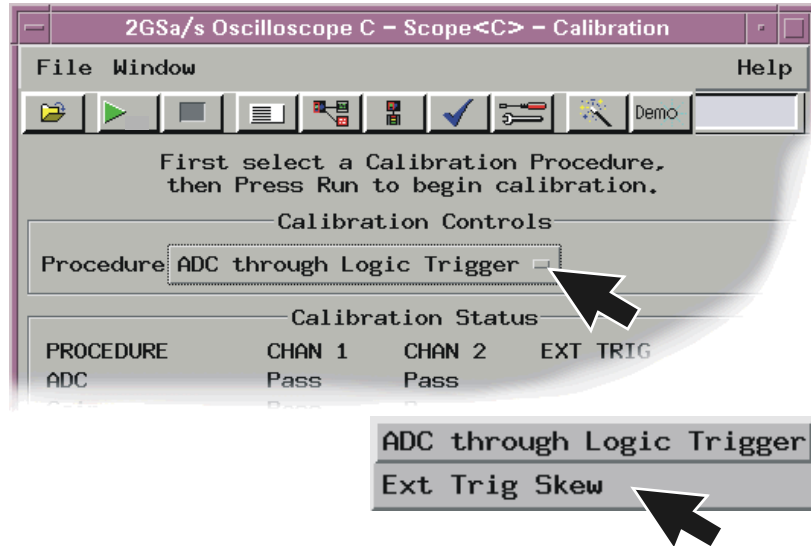 2GSa/s Oscilloscope C - Scope<C> - Calibration
File Window Help
Demo
First select a Calibration Procedure,
then Press Run to begin calibration.
Calibration Controls
Procedure ADC through Logic Trigger
Calibration Status
PROCEDURE CHAN 1 CHAN 2 EXT TRIG
ADC Pass Pass
ADC through Logic Trigger
Ext Trig Skew